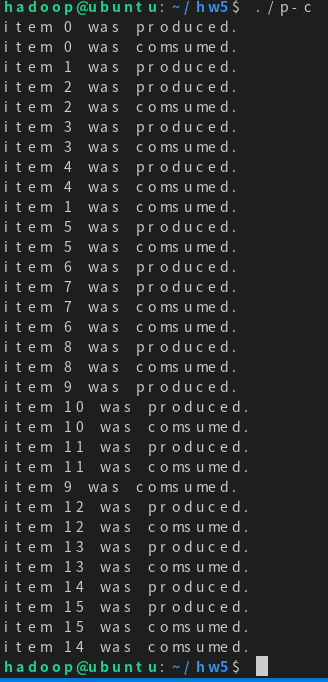 hadoop@ubuntu:~/hw5$ ./p-c
item 0 was produced.
item 0 was comsumed.
item 1 was produced.
item 2 was produced.
item 2 was comsumed.
item 3 was produced.
item 3 was comsumed.
item 4 was produced.
item 4 was comsumed.
item 1 was comsumed.
item 5 was produced.
item 5 was comsumed.
item 6 was produced.
item 7 was produced.
item 7 was comsumed.
item 6 was comsumed.
item 8 was produced.
item 8 was comsumed.
item 9 was produced.
item 10 was produced.
item 10 was comsumed.
item 11 was produced.
item 11 was comsumed.
item 9 was comsumed.
item 12 was produced.
item 12 was comsumed.
item 13 was produced.
item 13 was comsumed.
item 14 was produced.
item 15 was produced.
item 15 was comsumed.
item 14 was comsumed.
hadoop@ubuntu:~/hw5$